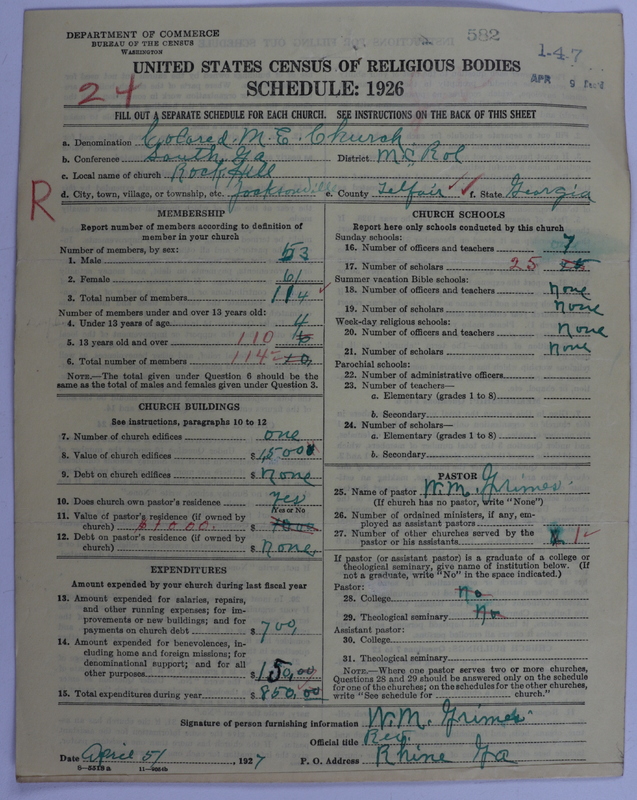 DEPARTMENT OF COMMERCE
BUREAU OF THE CENSUS
WASHINGTON
582
1-47
APR 9
UNITED STATES CENSUS OF RELIGIOUS BODIES
SCHEDULE: 1926
24
FILL OUT A SEPARATE SCHEDULE FOR EACH CHURCH. SEE INSTRUCTIONS ON THE BACK OF THIS SHEET
a. Denomination Colored M. E. Church
b. Conference South Ga District McRol
c. Local name of church Rock Hill
d. City, town, village, or township, etc. Jacksonville e. County Telfair f. State Georgia
R
MEMBERSHIP
Report number of members according to definition of
member in your church
Number of members, by sex:
1. Male 53
2. Female 61
3. Total number of members 114
Number of members under and over 13 years old:
4. Under 13 years of age 4
5. 13 years old and over 110
6. Total number of members 114
NOTE.—The total given under Question 6 should be the
same as the total of males and females given under Question 3.
CHURCH BUILDINGS
See instructions, paragraphs 10 to 12
7. Number of church edifices one
8. Value of church edifices $1500
9. Debt on church edifices $ None
10. Does church own pastor's residence yes
Yes or No
11. Value of pastor's residence (if owned by
church) $1000. $
12. Debt on pastor's residence (if owned by
church) $ None
EXPENDITURES
Amount expended by your church during last fiscal year
13. Amount expended for salaries, repairs,
and other running expenses; for im-
provements or new buildings; and for
payments on church debt $ 700,
14. Amount expended for benevolences, in-
cluding home and foreign missions; for
denominational support; and for all
other purposes $ 150,00
15. Total expenditures during year $ 850,00
CHURCH SCHOOLS
Report here only schools conducted by this church
Sunday schools:
16. Number of officers and teachers 7
17. Number of scholars 25
Summer vacation Bible schools:
18. Number of officers and teachers None
19. Number of scholars None
Week-day religious schools:
20. Number of officers and teachers None
21. Number of scholars None
Parochial schools:
22. Number of administrative officers
23. Number of teachers—
a. Elementary (grades 1 to 8)
b. Secondary
24. Number of scholars—
a. Elementary (grades 1 to 8)
b. Secondary
PASTOR
25. Name of pastor W. M. Grimes
(If church has no pastor, write "None")
26. Number of ordained ministers, if any, em-
ployed as assistant pastors
27. Number of other churches served by the
pastor or his assistants 1
If pastor (or assistant pastor) is a graduate of a college or
theological seminary, give name of institution below. (If
not a graduate, write "No" in the space indicated.)
Pastor:
28. College No
29. Theological seminary No
Assistant pastor:
30. College
31. Theological seminary
NOTE.—Where one pastor serves two or more churches,
Questions 28 and 29 should be answered only on the schedule
for one of the churches; on the schedules for the other churches,
write "See schedule for church."
Signature of person furnishing information W. M. Grimes
Official title Rev.
Date April 5/, 1927 P. O. Address Rhine Ga